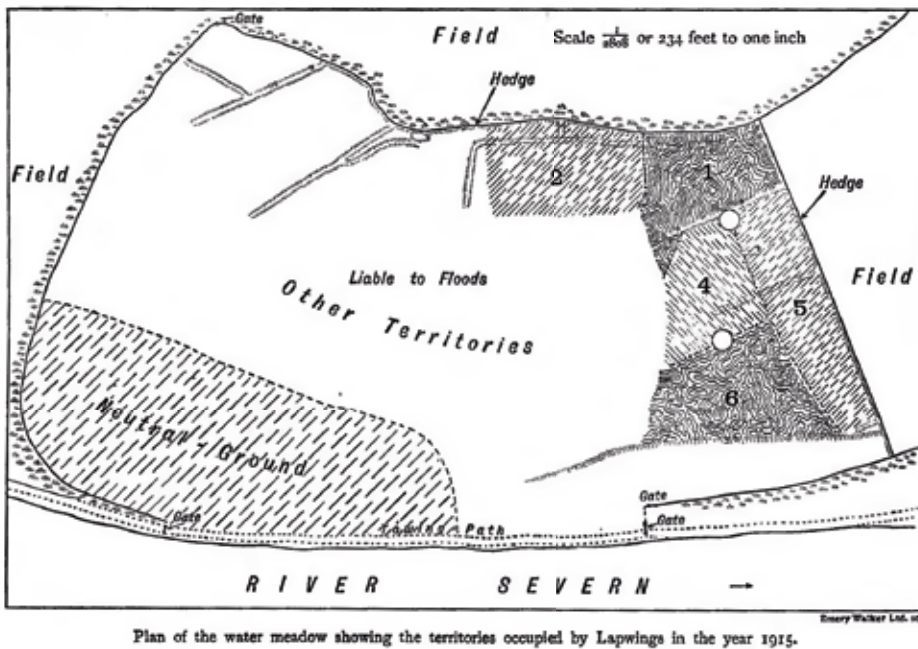 Gate
Field
Scale 1/2808 or 234 feet to one inch
Hedge
Field
1
2
Hedge
Liable to Floods
Field
Other Territories
4
5
Neutral-Ground
6
Gate
Gate
Towing Path
Gate
RIVER SEVERN
Emery Walker Ltd.
Plan of the water meadow showing the territories occupied by Lapwings in the year 1915.